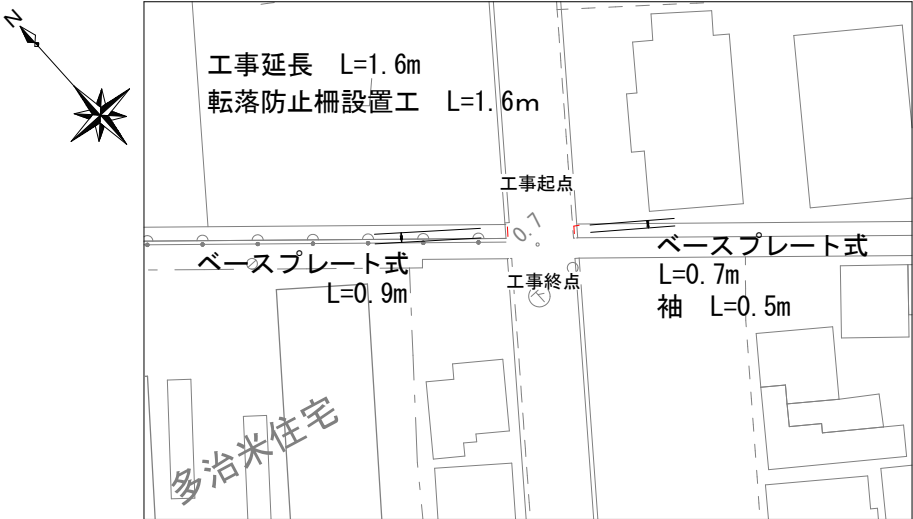 N
工事延長　L=1.6m
転落防止柵設置工　L=1.6m
工事起点
0.7
ベースプレート式
L=0.9m
工事終点
ベースプレート式
L=0.7m
袖　L=0.5m
多治米住宅